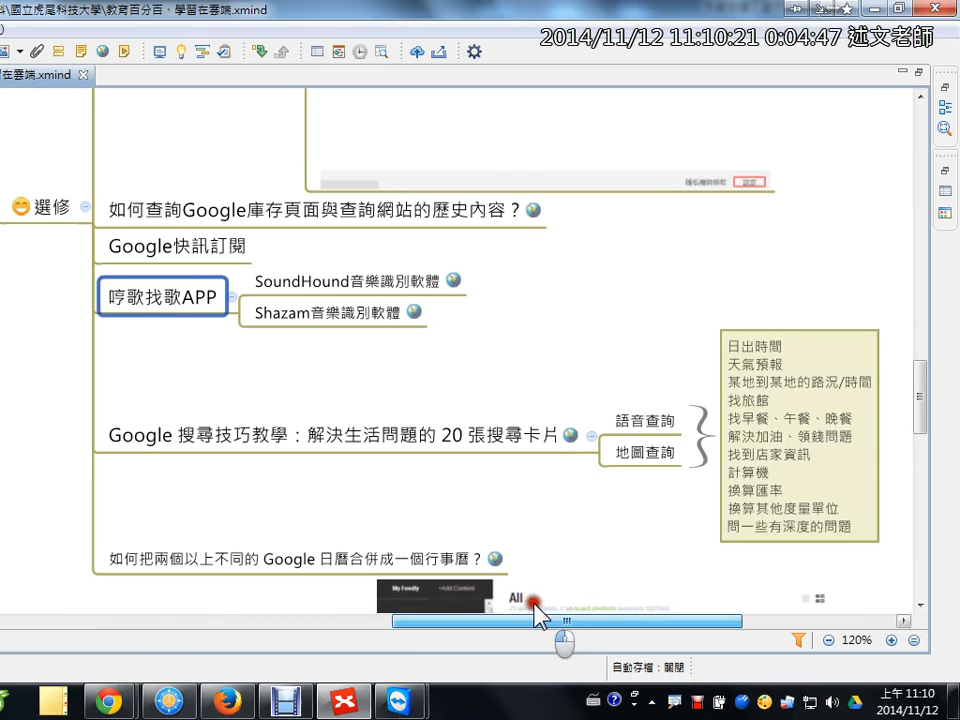 料\國立虎尾科技大學\教育百分百，學習在雲端.xmind
2014/11/12 11:10:21 0:04:47 述文老師
在雲端.xmind
設定
選修
如何查詢Google庫存頁面與查詢網站的歷史內容？
Google快訊訂閱
哼歌找歌APP
SoundHound音樂識別軟體
Shazam音樂識別軟體
Google 搜尋技巧教學：解決生活問題的 20 張搜尋卡片
語音查詢
地圖查詢
日出時間
天氣預報
某地到某地的路況/時間
找旅館
找早餐、午餐、晚餐
解決加油、領錢問題
找到店家資訊
計算機
換算匯率
換算其他度量單位
問一些有深度的問題
如何把兩個以上不同的 Google 日曆合併成一個行事曆？
My Feedly
+Add Content
All
120%
自動存檔：關閉
上午 11:10
2014/11/12